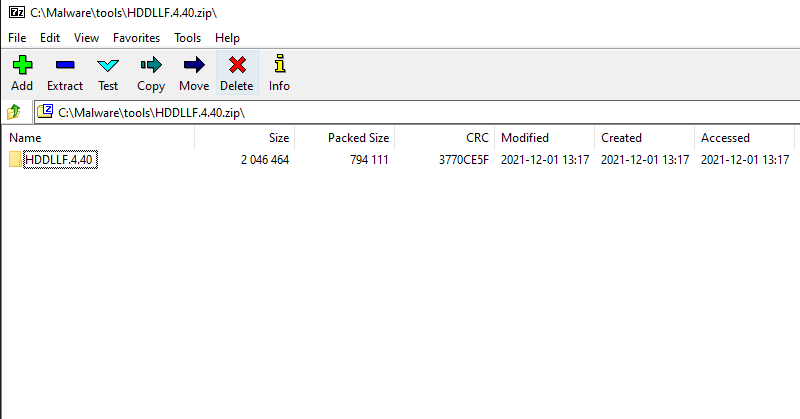 7z C:\Malware\tools\HDDLLF.4.40.zip\
File Edit View Favorites Tools Help
Add Extract Test Copy Move Delete Info
Z C:\Malware\tools\HDDLLF.4.40.zip\
Name Size Packed Size CRC Modified Created Accessed
HDDLLF.4.40 2 046 464 794 111 3770CE5F 2021-12-01 13:17 2021-12-01 13:17 2021-12-01 13:17